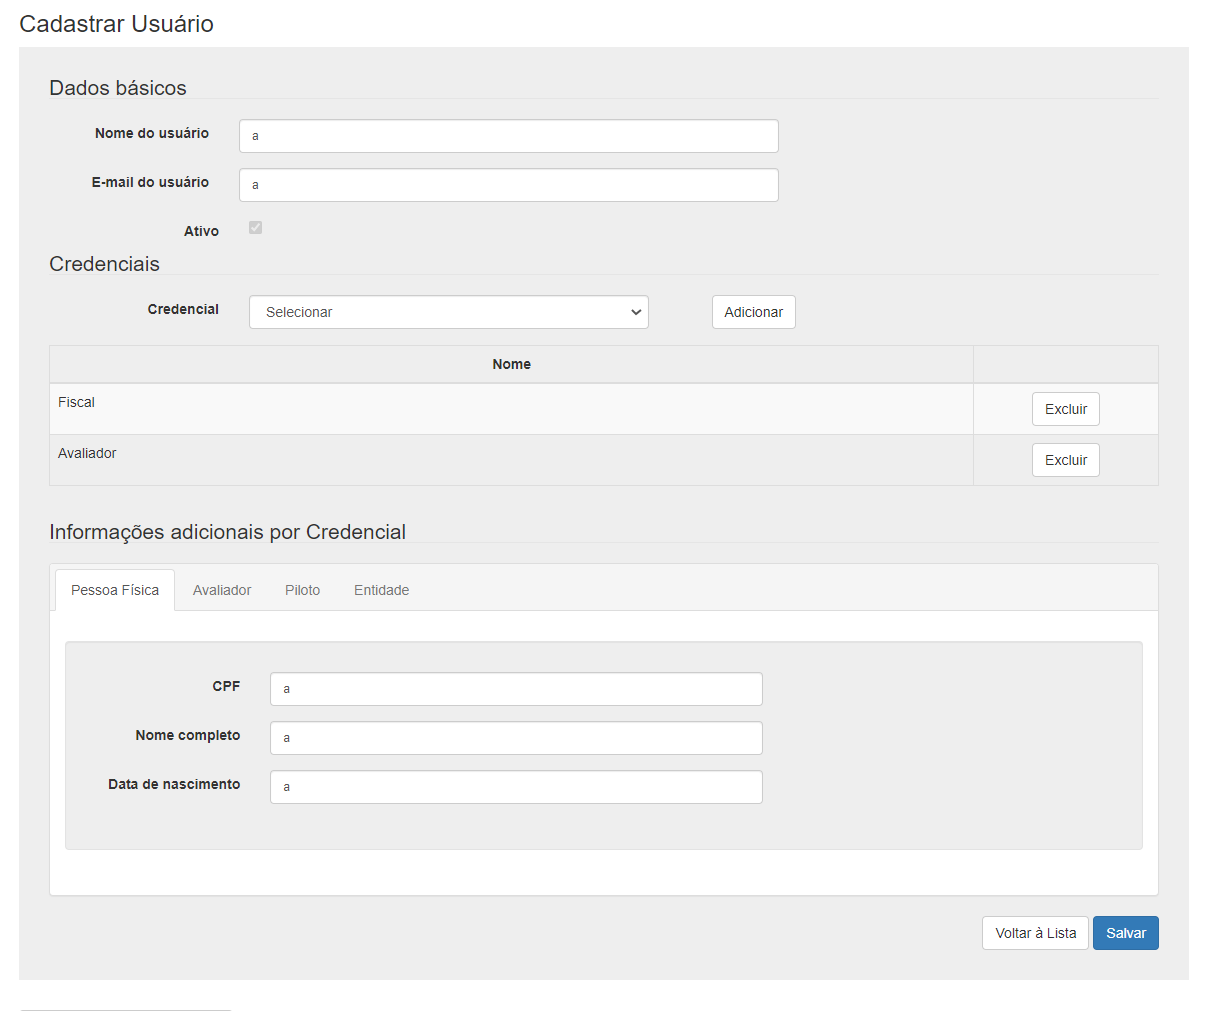 Cadastrar Usuário
Dados básicos
Nome do usuário a
E-mail do usuário a
Ativo
Credenciais
Credencial Selecionar Adicionar
Nome
Fiscal Excluir
Avaliador Excluir
Informações adicionais por Credencial
Pessoa Física Avaliador Piloto Entidade
CPF a
Nome completo a
Data de nascimento a
Voltar à Lista Salvar